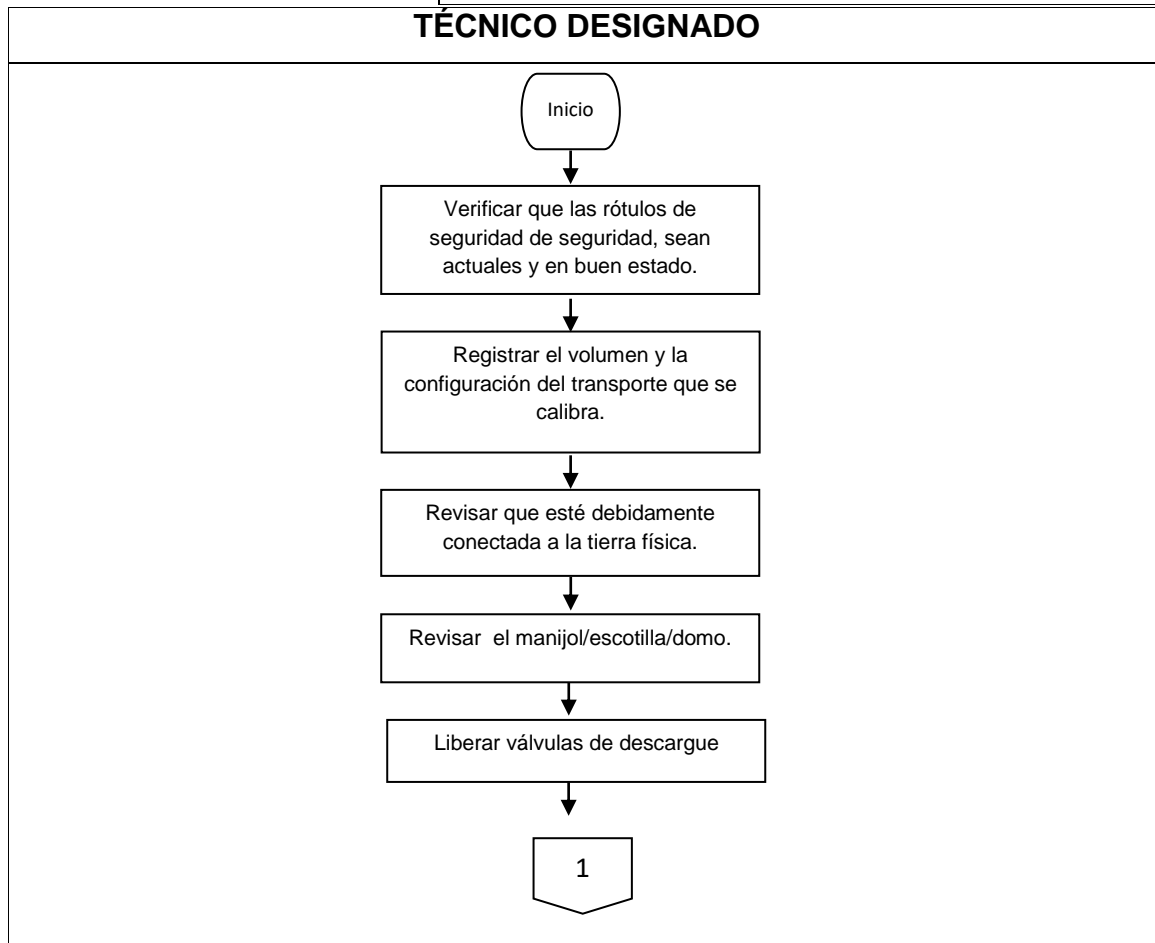 TÉCNICO DESIGNADO
Inicio
Verificar que las rótulos de
seguridad de seguridad, sean
actuales y en buen estado.
Registrar el volumen y la
configuración del transporte que se
calibra.
Revisar que esté debidamente
conectada a la tierra física.
Revisar el manijol/escotilla/domo.
Liberar válvulas de descargue
1